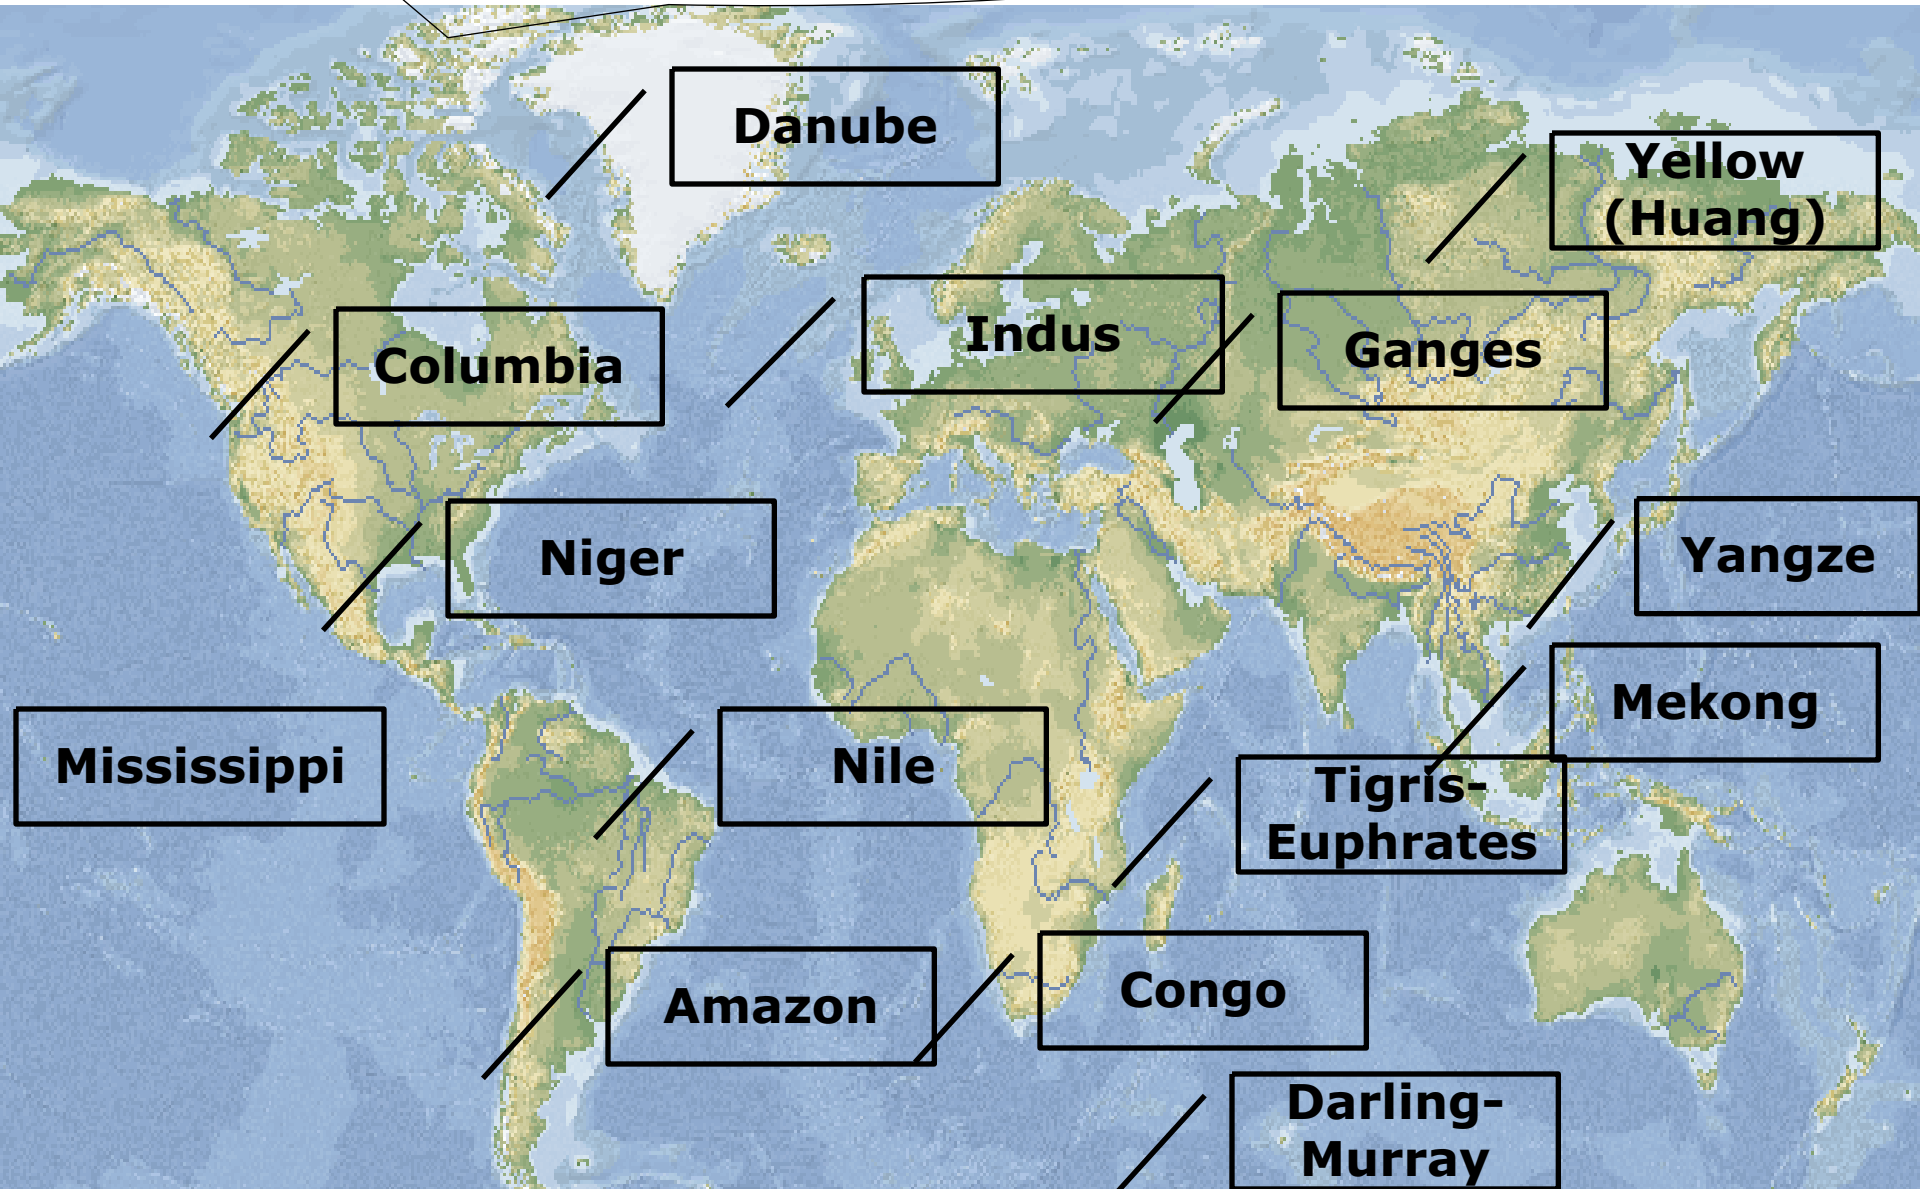 Danube
Yellow
(Huang)
Indus
Ganges
Columbia
Niger
Yangze
Mekong
Mississippi
Nile
Tigris-
Euphrates
Amazon
Congo
Darling-
Murray